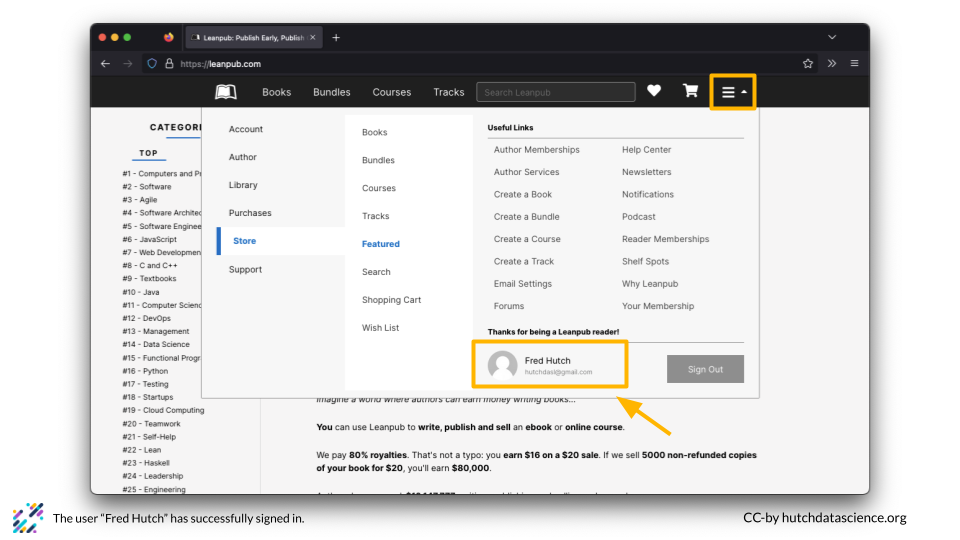 Leanpub: Publish Early, Publish
https://leanpub.com
Books Bundles Courses Tracks Search Leanpub
CATEGORI
TOP
#1 - Computers and Pr
#2 - Software
#3 - Agile
#4 - Software Architec
#5 - Software Enginee
#6 - JavaScript
#7 - Web Developmen
#8 - C and C++
#9 - Textbooks
#10 - Java
#11 - Computer Scienc
#12 - DevOps
#13 - Management
#14 - Data Science
#15 - Functional Progr
#16 - Python
#17 - Testing
#18 - Startups
#19 - Cloud Computing
#20 - Teamwork
#21 - Self-Help
#22 - Lean
#23 - Haskell
#24 - Leadership
#25 - Engineering
Account
Author
Library
Purchases
Store
Support
Books
Bundles
Courses
Tracks
Featured
Search
Shopping Cart
Wish List
Useful Links
Author Memberships Help Center
Author Services Newsletters
Create a Book Notifications
Create a Bundle Podcast
Create a Course Reader Memberships
Create a Track Shelf Spots
Email Settings Why Leanpub
Forums Your Membership
Thanks for being a Leanpub reader!
Fred Hutch
hutchdasl@gmail.com
Sign Out
Imagine a world where authors can earn money writing books...
You can use Leanpub to write, publish and sell an ebook or online course.
We pay 80% royalties. That's not a typo: you earn $16 on a $20 sale. If we sell 5000 non-refunded copies
of your book for $20, you'll earn $80,000.
The user "Fred Hutch" has successfully signed in.
CC-by hutchdatascience.org